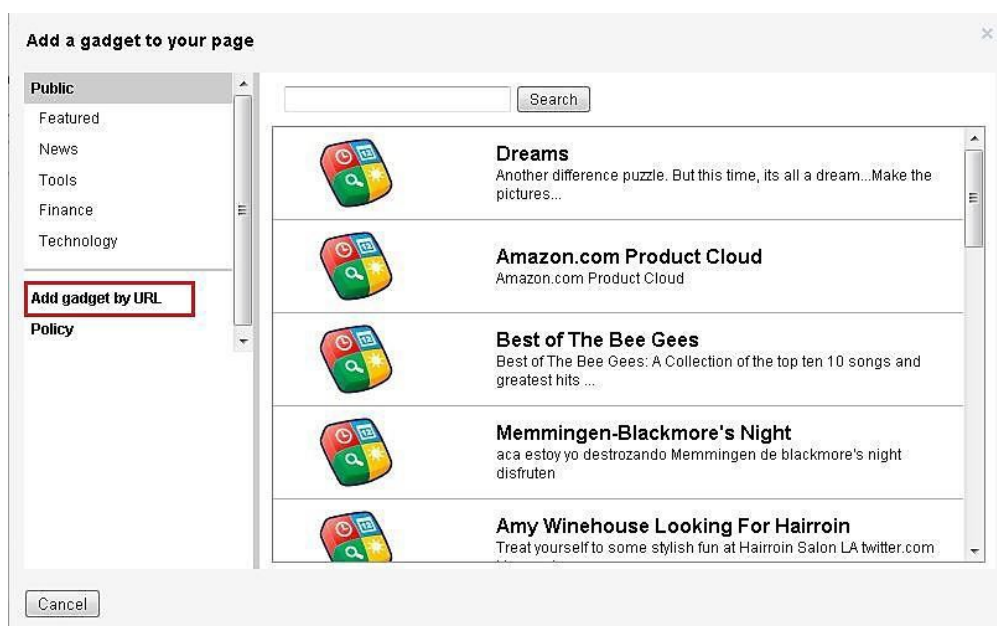 Add a gadget to your page
Public
Featured
News
Tools
Finance
Technology
Add gadget by URL
Policy
Search
Dreams
Another difference puzzle. But this time, its all a dream...Make the
pictures...
Amazon.com Product Cloud
Amazon.com Product Cloud
Best of The Bee Gees
Best of The Bee Gees: A Collection of the top ten 10 songs and
greatest hits ...
Memmingen-Blackmore's Night
aca estoy yo destrozando Memmingen de blackmore's night
disfruten
Amy Winehouse Looking For Hairroin
Treat yourself to some stylish fun at Hairroin Salon LA twitter.com
Cancel